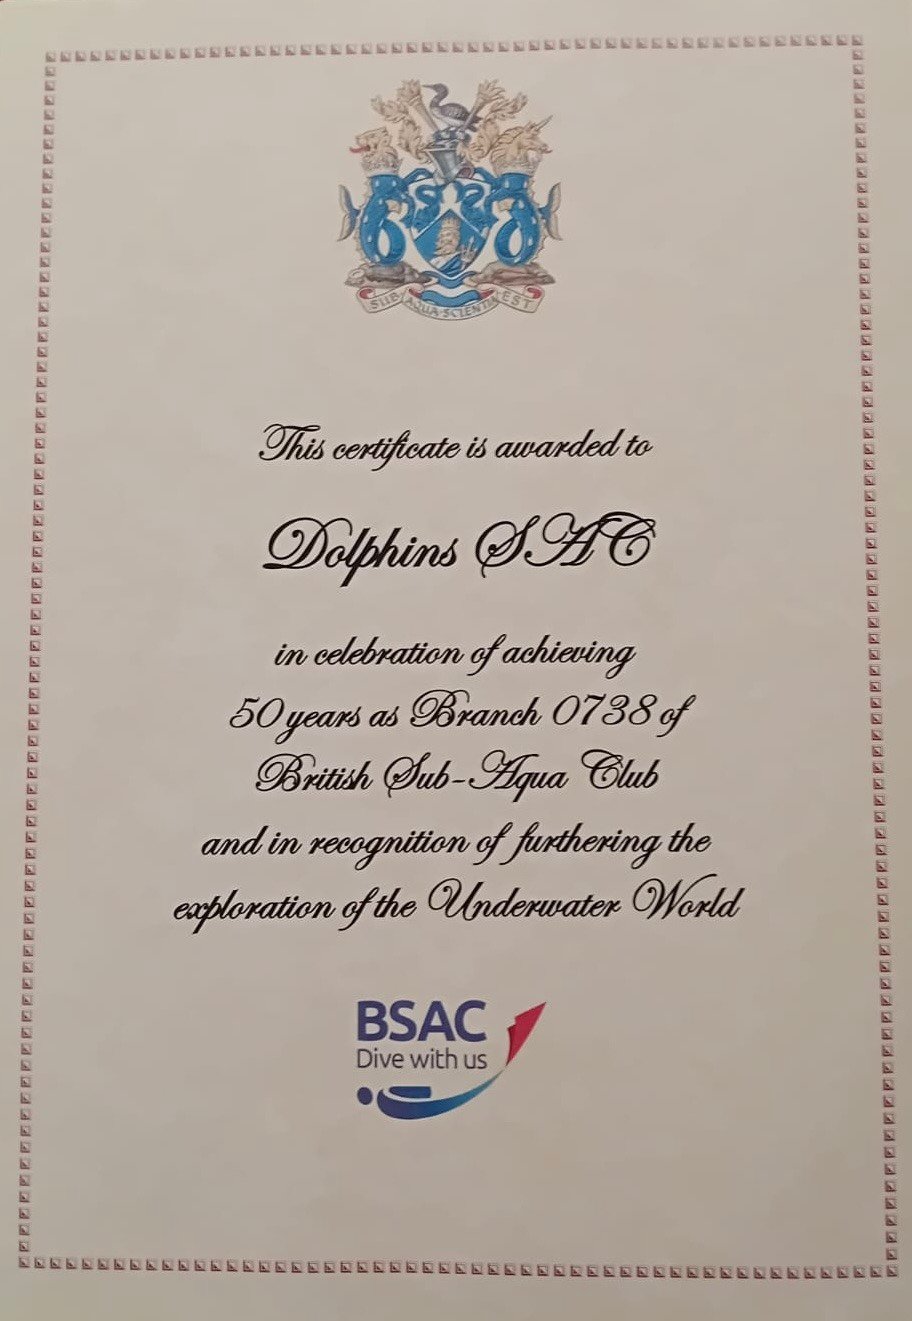 SUB AQUA SCIENTIA EST
This certificate is awarded to
Dolphins SAC
in celebration of achieving
50 years as Branch 0738 of
British Sub-Aqua Club
and in recognition of furthering the
exploration of the Underwater World
BSAC
Dive with us